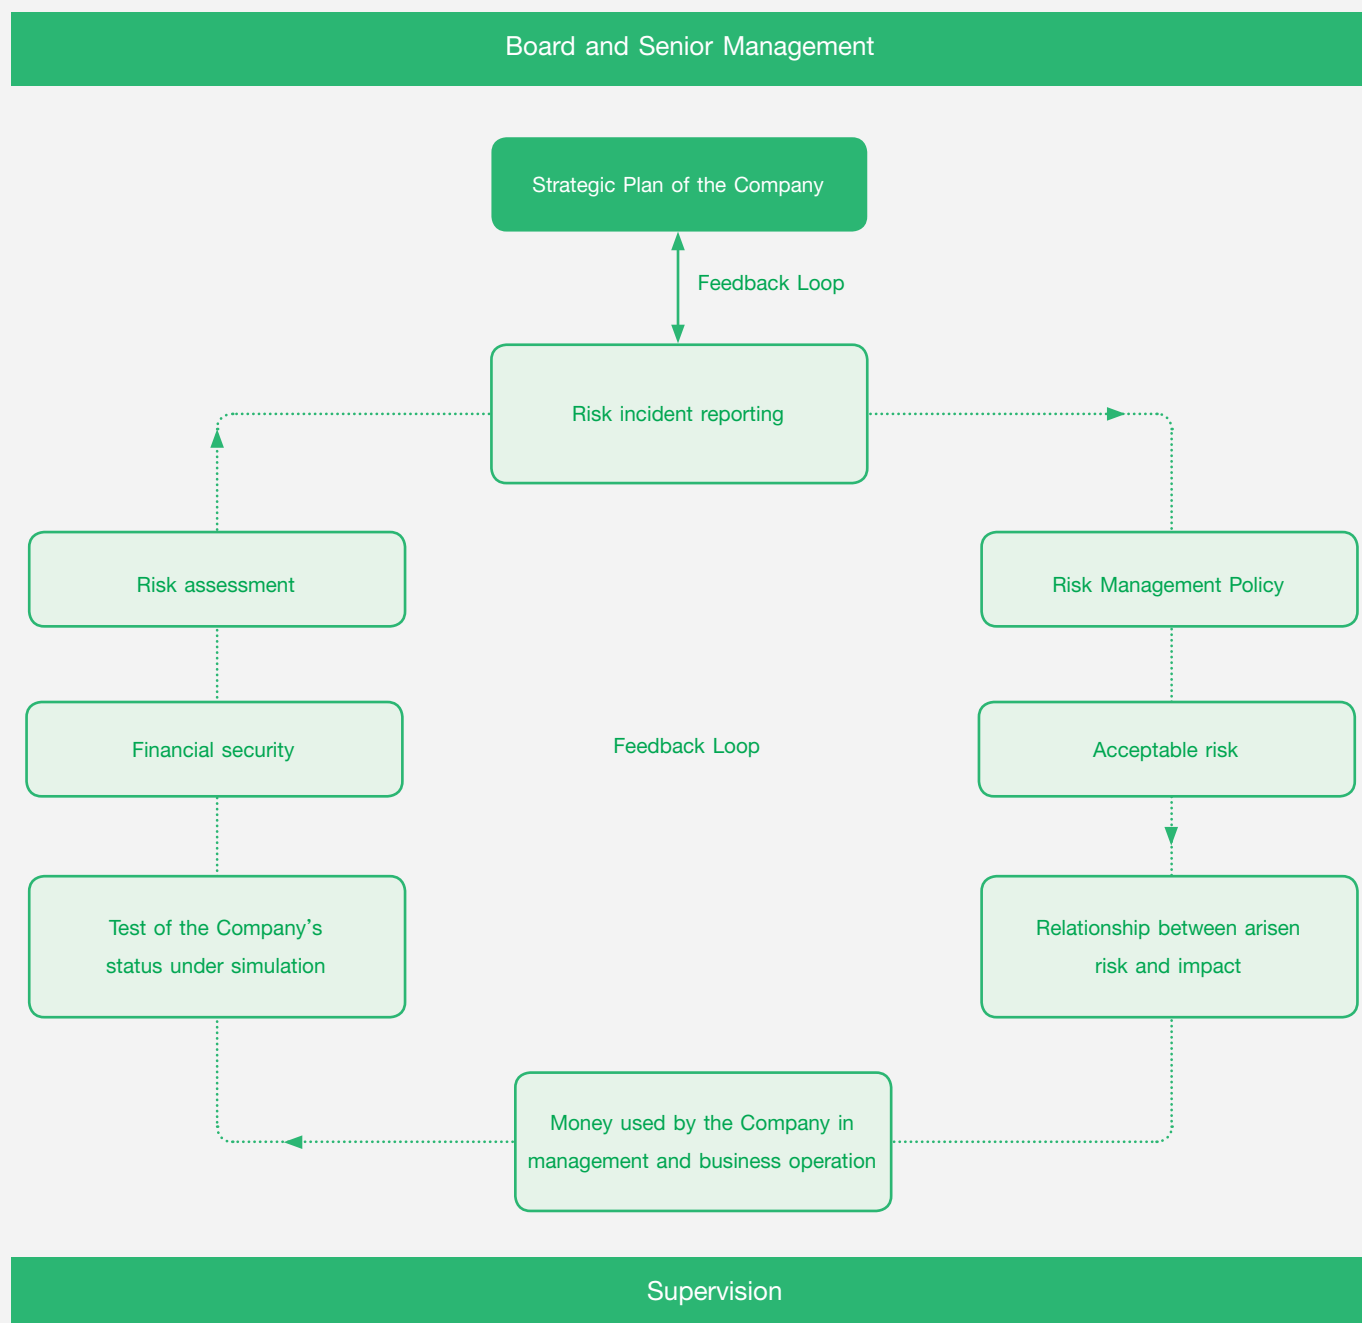 Board and Senior Management
Strategic Plan of the Company
Feedback Loop
Risk incident reporting
Risk assessment
Risk Management Policy
Financial security
Feedback Loop
Acceptable risk
Test of the Company’s
status under simulation
Relationship between arisen
risk and impact
Money used by the Company in
management and business operation
Supervision